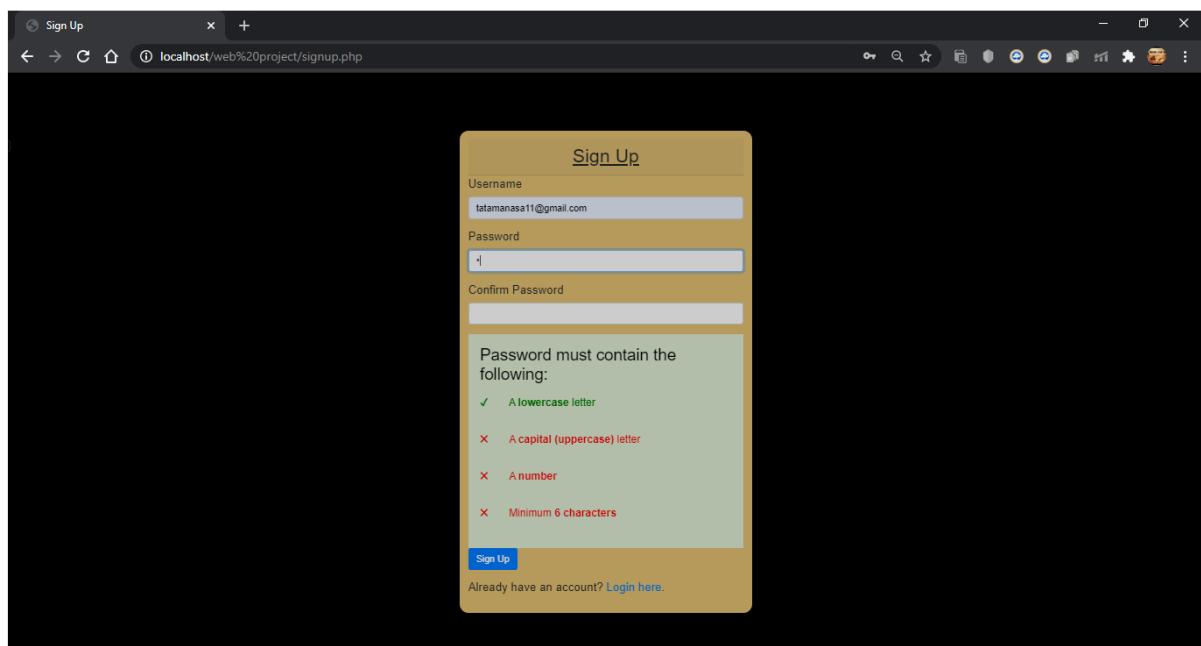 Sign Up
localhost/web%20project/signup.php
Sign Up
Username
tatamanasa11@gmail.com
Password
Confirm Password
Password must contain the
following:
A lowercase letter
A capital (uppercase) letter
A number
Minimum 6 characters
Sign Up
Already have an account? Login here.